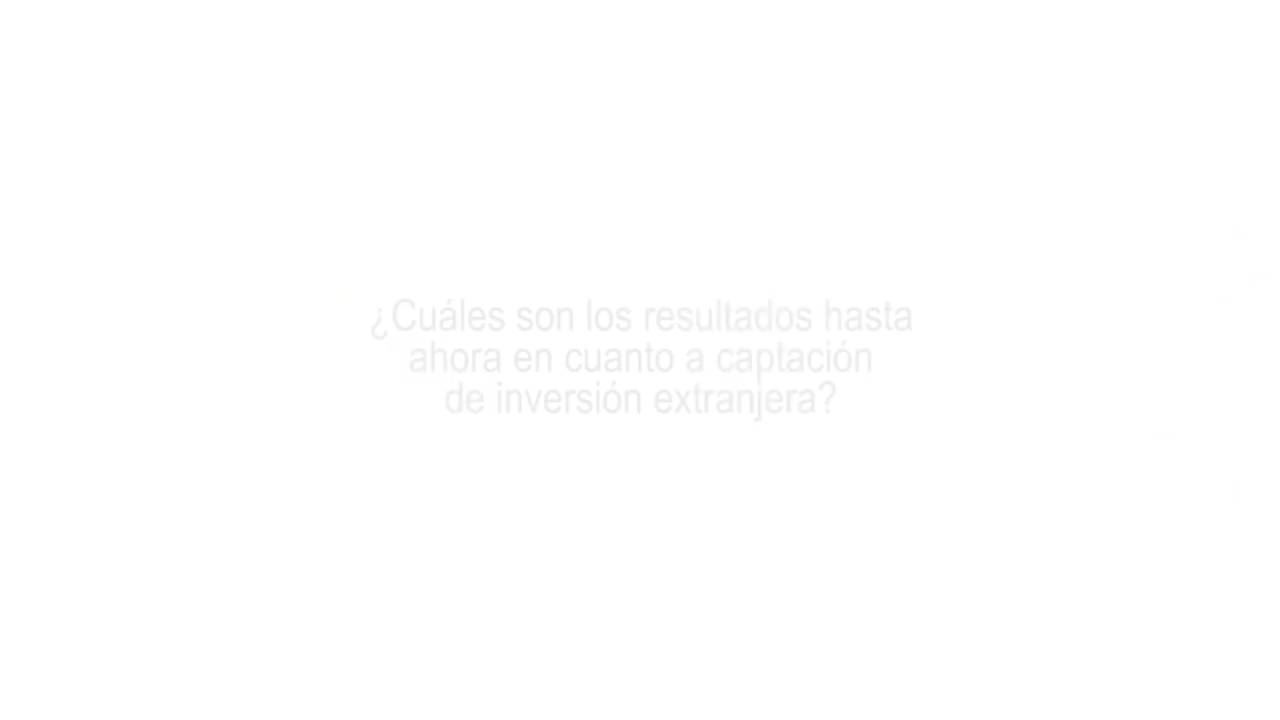 ¿Cuáles son los resultados hasta
ahora en cuanto a captación
de inversión extranjera?